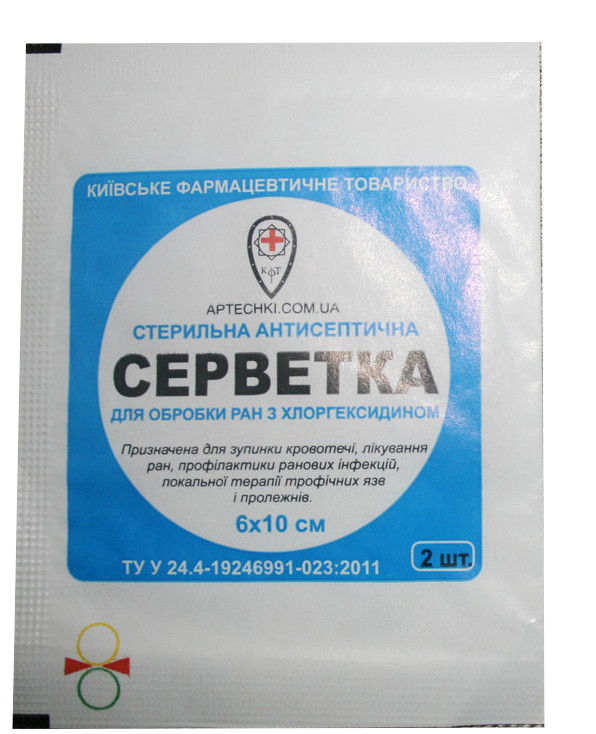 КИЇВСЬКЕ ФАРМАЦЕВТИЧНЕ ТОВАРИСТВО
КФТ
APTECHKI.COM.UA
СТЕРИЛЬНА АНТИСЕПТИЧНА
СЕРВЕТКА
ДЛЯ ОБРОБКИ РАН З ХЛОРГЕКСИДИНОМ
Призначена для зупинки кровотечі, лікування
ран, профілактики ранових інфекцій,
локальної терапії трофічних язв
і пролежнів.
6х10 см
2 шт.
ТУ У 24.4-19246991-023:2011